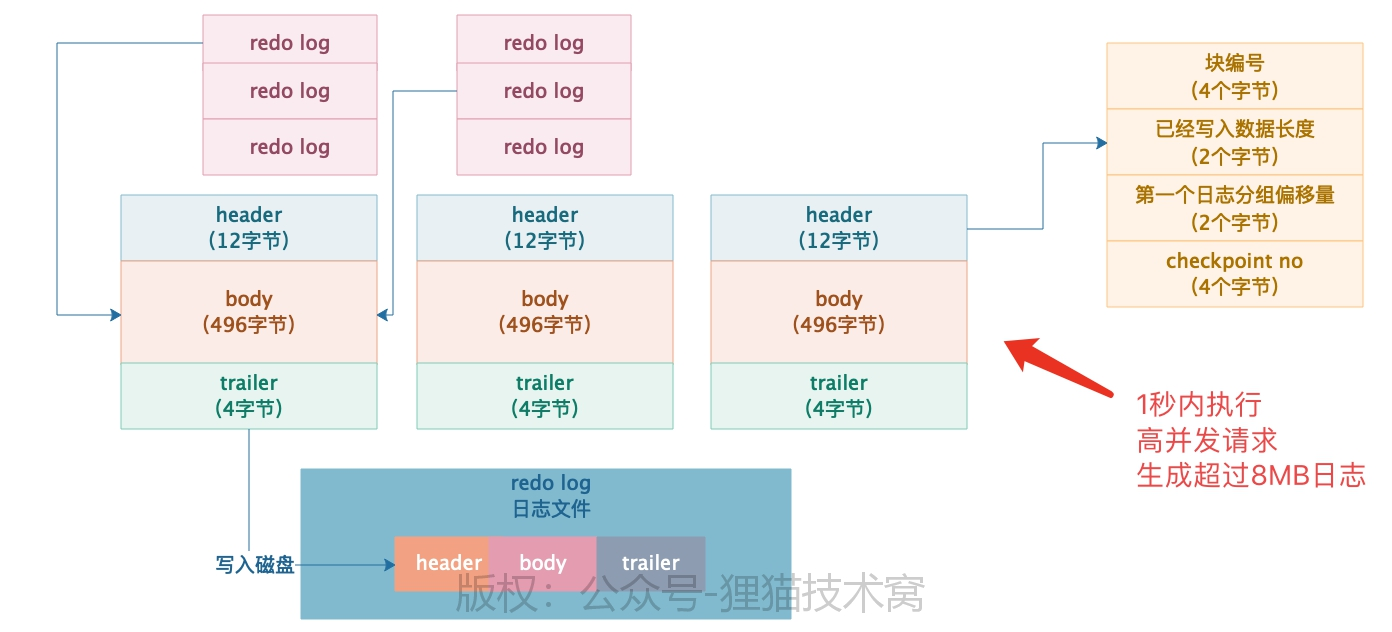 redo log
redo log
redo log
redo log
redo log
redo log
header
(12字节)
body
(496字节)
trailer
(4字节)
header
(12字节)
body
(496字节)
trailer
(4字节)
header
(12字节)
body
(496字节)
trailer
(4字节)
块编号
(4个字节)
已经写入数据长度
(2个字节)
第一个日志分组偏移量
(2个字节)
checkpoint no
(4个字节)
1秒内执行
高并发请求
生成超过8MB日志
redo log
日志文件
写入磁盘
header
body
trailer
版权：公众号-狸猫技术窝